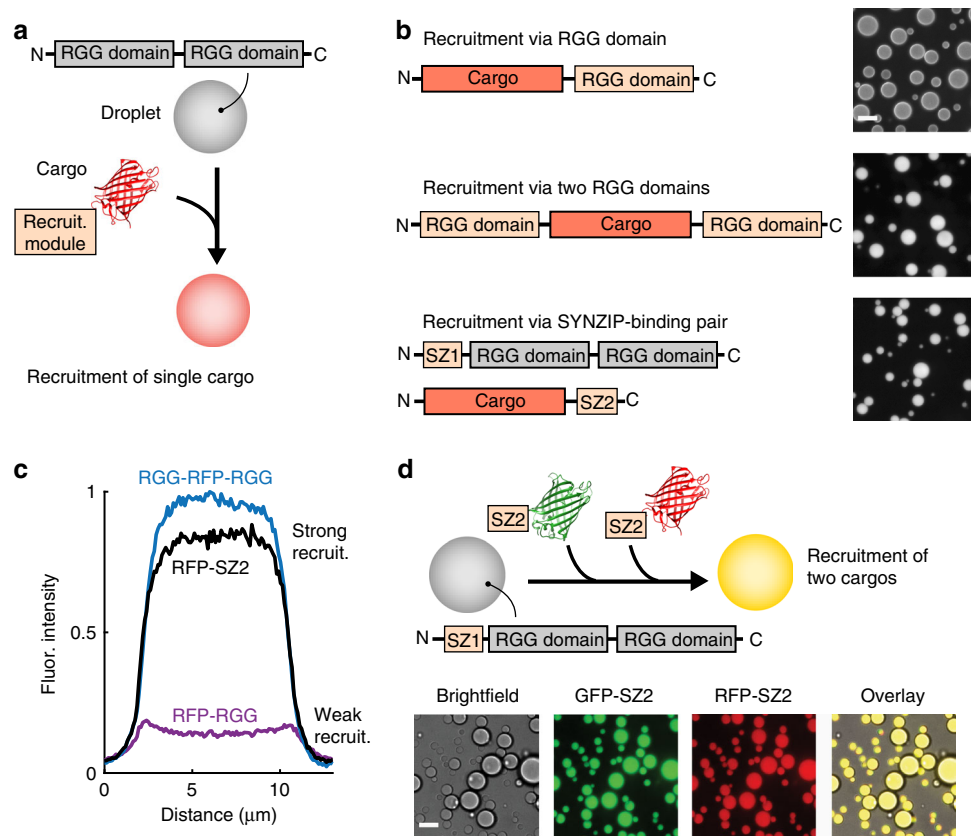 a
N RGG domain RGG domain C
Droplet
Cargo
Recruit.
module
Recruitment of single cargo
b
Recruitment via RGG domain
N Cargo RGG domain C
Recruitment via two RGG domains
N RGG domain Cargo RGG domain C
Recruitment via SYNZIP-binding pair
N SZ1 RGG domain RGG domain C
N Cargo SZ2 C
c
Fluor. intensity
1
0.5
0
RGG-RFP-RGG
Strong
recruit.
RFP-SZ2
RFP-RGG
Weak
recruit.
0 5 10
Distance (μm)
d
SZ2 SZ2
Recruitment of
two cargos
N SZ1 RGG domain RGG domain C
Brightfield GFP-SZ2 RFP-SZ2 Overlay